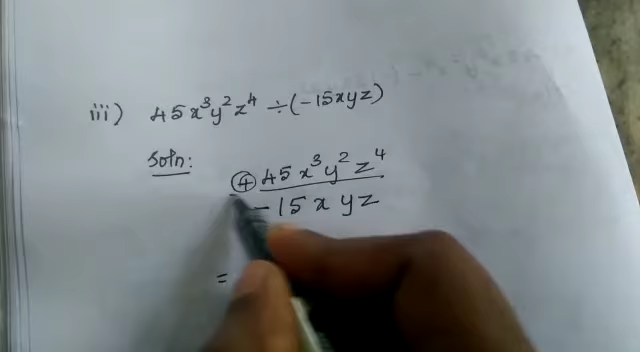 iii) 45x³y²z⁴ ÷ (-15xyz)
Soln:
⊕ 45x³y²z⁴
-15xyz
=